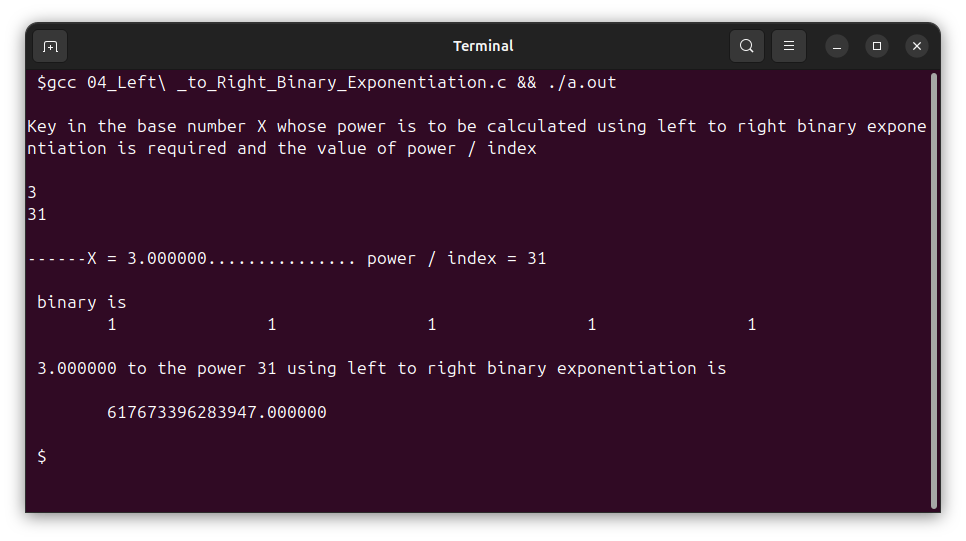 Terminal
$gcc 04_Left\ _to_Right_Binary_Exponentiation.c && ./a.out
Key in the base number X whose power is to be calculated using left to right binary expone
ntiation is required and the value of power / index
3
31
------X = 3.000000............... power / index = 31
binary is
1 1 1 1 1
3.000000 to the power 31 using left to right binary exponentiation is
617673396283947.000000
$